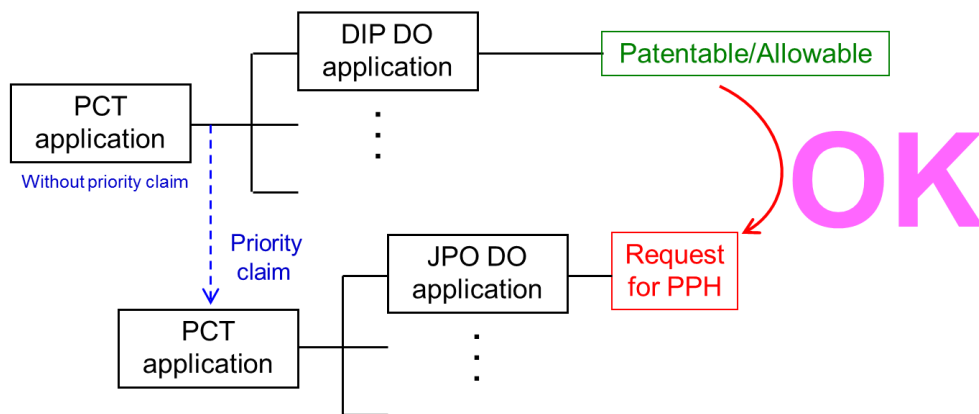 DIP DO
application
Patentable/Allowable
PCT
application
Without priority claim
OK
Priority
claim
JPO DO
application
Request
for PPH
PCT
application